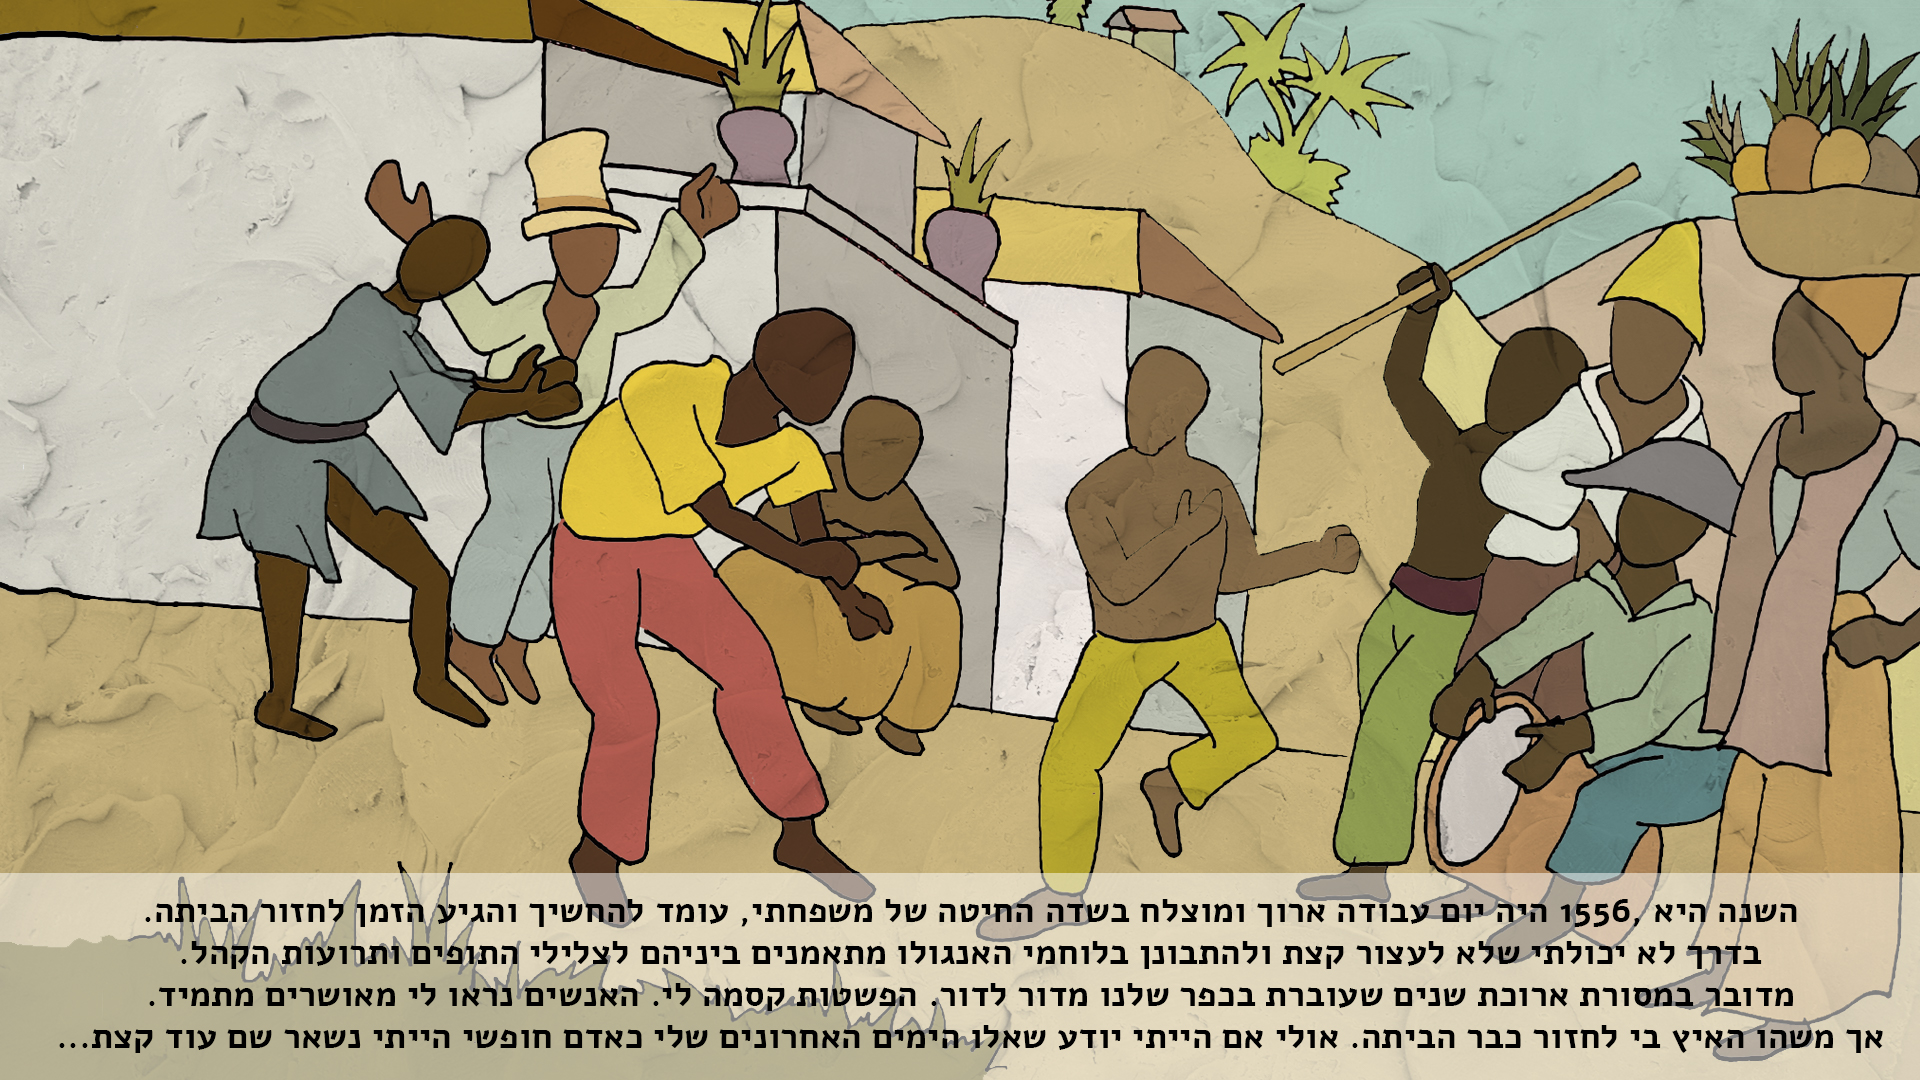 השנה היא 1556, היה יום עבודה ארוך ומוצלח בשדה החיטה של משפחתי, עומד להחשיך והגיע הזמן לחזור הביתה.
בדרך לא יכולתי שלא לעצור קצת ולהתבונן בלוחמי האנגולו מתאמנים ביניהם לצלילי התופים ותרועות הקהל.
מדובר במסורת ארוכת שנים שעוברת בכפר שלנו מדור לדור. הפשטות קסמה לי. האנשים נראו לי מאושרים מתמיד.
אך משהו האיץ בי לחזור כבר הביתה. אולי אם הייתי יודע שאלו הימים האחרונים שלי כאדם חופשי הייתי נשאר שם עוד קצת...